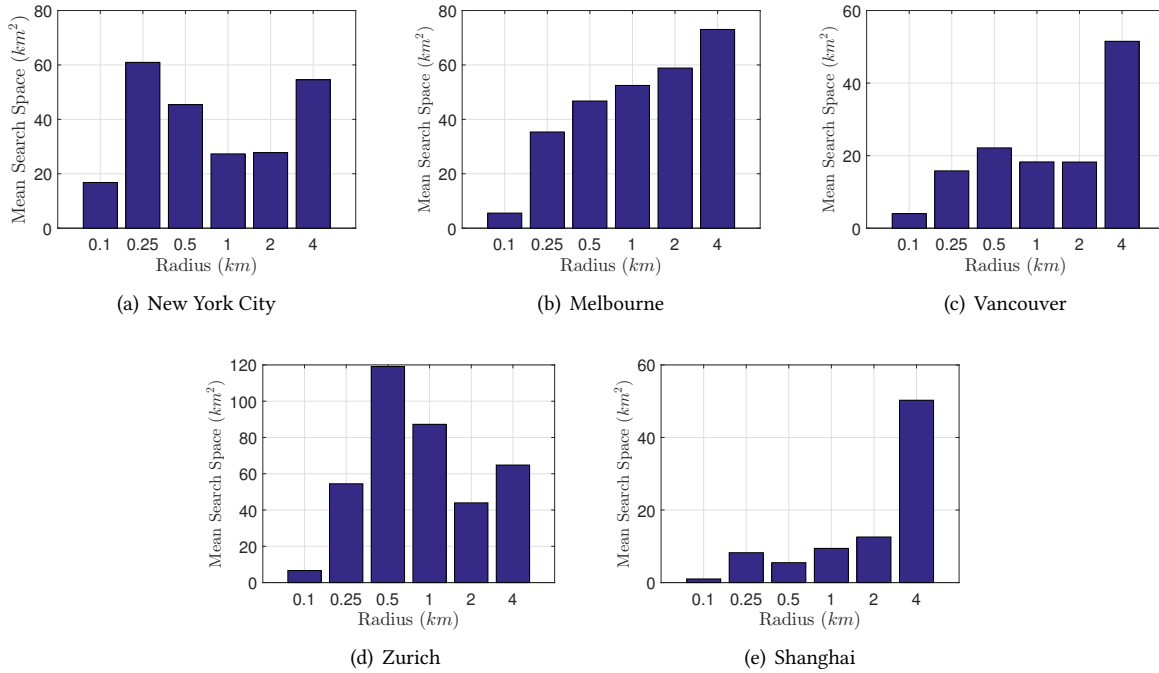 80
60
40
20
0
Mean Search Space (km²)
0.1 0.25 0.5 1 2 4
Radius (km)
(a) New York City
80
60
40
20
0
Mean Search Space (km²)
0.1 0.25 0.5 1 2 4
Radius (km)
(b) Melbourne
60
40
20
0
Mean Search Space (km²)
0.1 0.25 0.5 1 2 4
Radius (km)
(c) Vancouver
120
100
80
60
40
20
0
Mean Search Space (km²)
0.1 0.25 0.5 1 2 4
Radius (km)
(d) Zurich
60
40
20
0
Mean Search Space (km²)
0.1 0.25 0.5 1 2 4
Radius (km)
(e) Shanghai